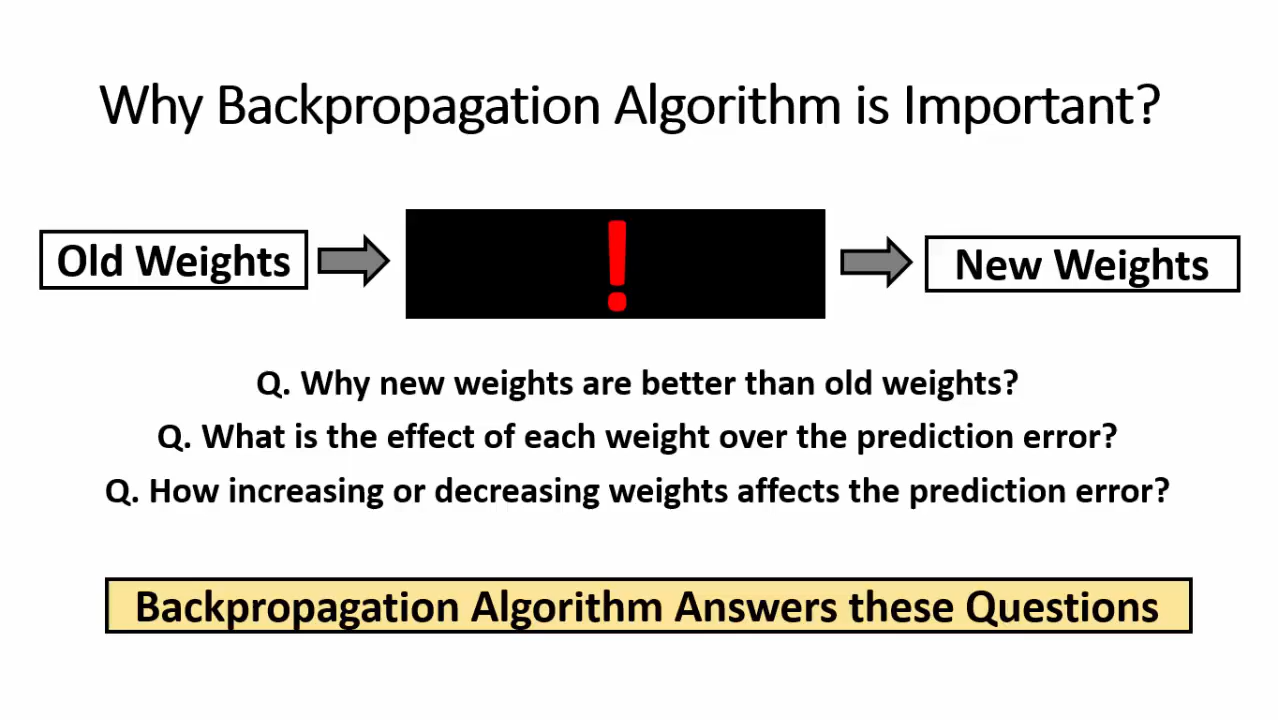 Why Backpropagation Algorithm is Important?
Old Weights
!
New Weights
Q. Why new weights are better than old weights?
Q. What is the effect of each weight over the prediction error?
Q. How increasing or decreasing weights affects the prediction error?
Backpropagation Algorithm Answers these Questions